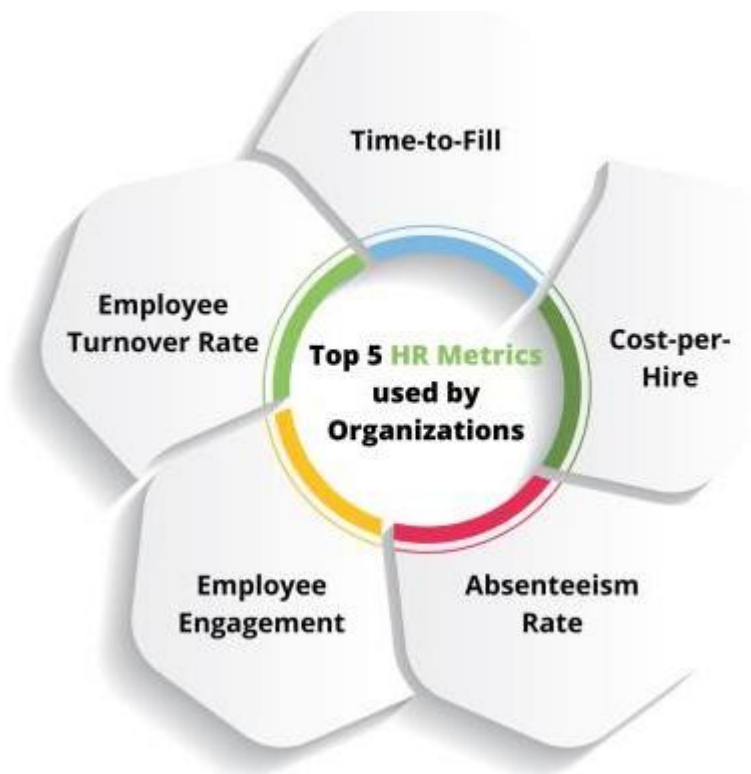 Time-to-Fill
Employee
Turnover Rate
Top 5 HR Metrics
used by
Organizations
Cost-per-
Hire
Employee
Engagement
Absenteeism
Rate